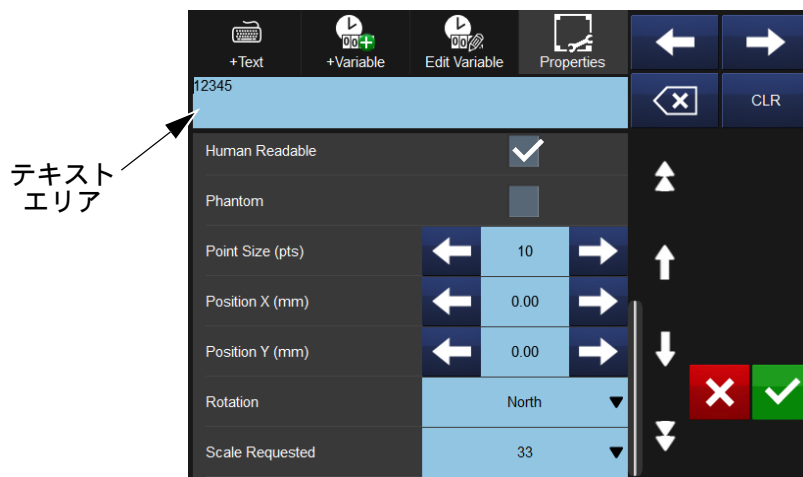 +Text
+Variable
Edit Variable
Properties
12345
CLR
テキスト
エリア
Human Readable
Phantom
Point Size (pts)
10
Position X (mm)
0.00
Position Y (mm)
0.00
Rotation
North
Scale Requested
33